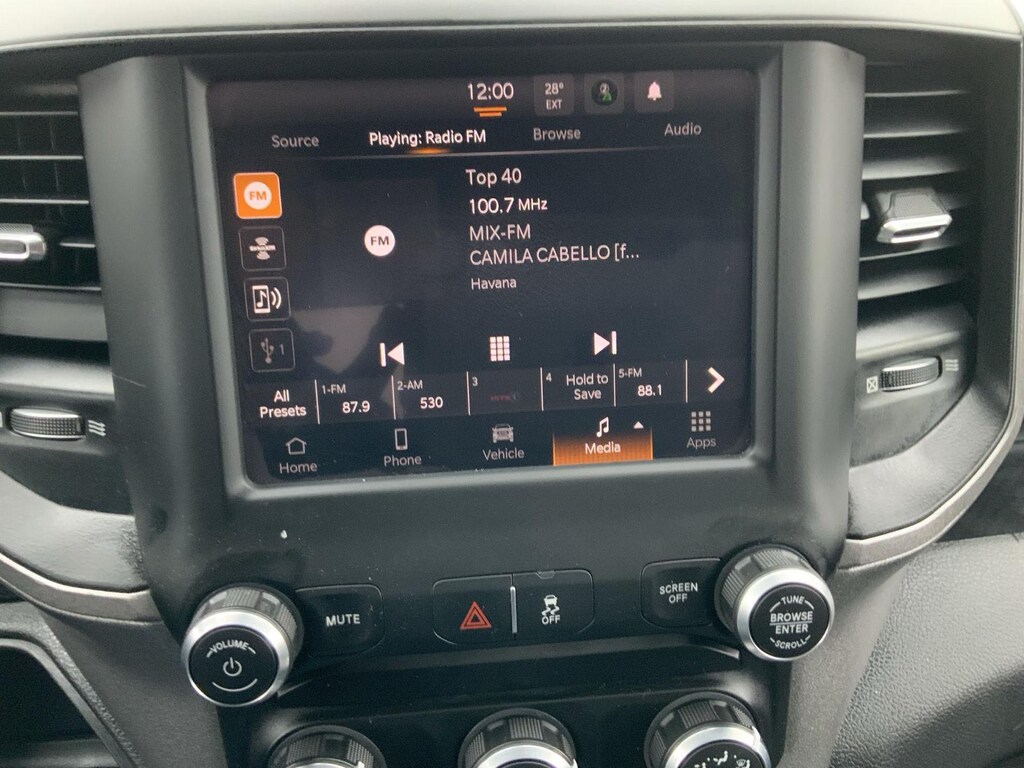 12:00
28°
EXT
Source
Playing: Radio FM
Browse
Audio
FM
Top 40
100.7 MHz
FM
MIX-FM
CAMILA CABELLO [f...
Havana
1
All
Presets
1-FM
87.9
2-AM
530
3
4
Hold to
Save
5-FM
88.1
Home
Phone
Vehicle
Media
Apps
MUTE
OFF
SCREEN
OFF
VOLUME
TUNE
BROWSE
ENTER
SCROLL